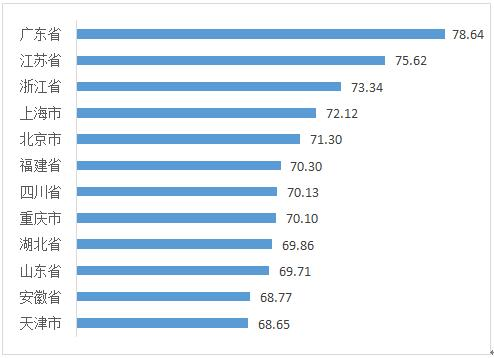 广东省 78.64
江苏省 75.62
浙江省 73.34
上海市 72.12
北京市 71.30
福建省 70.30
四川省 70.13
重庆市 70.10
湖北省 69.86
山东省 69.71
安徽省 68.77
天津市 68.65